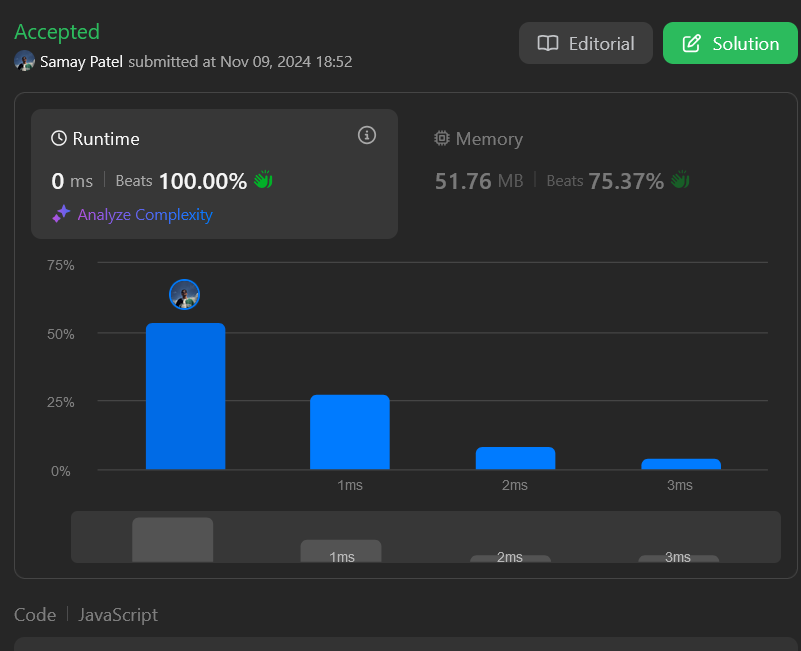 Accepted
Samay Patel submitted at Nov 09, 2024 18:52
Editorial
Solution
Runtime
0 ms
Beats 100.00%
Analyze Complexity
Memory
51.76 MB
Beats 75.37%
75%
50%
25%
0%
1ms 2ms 3ms
1ms 2ms 3ms
Code JavaScript